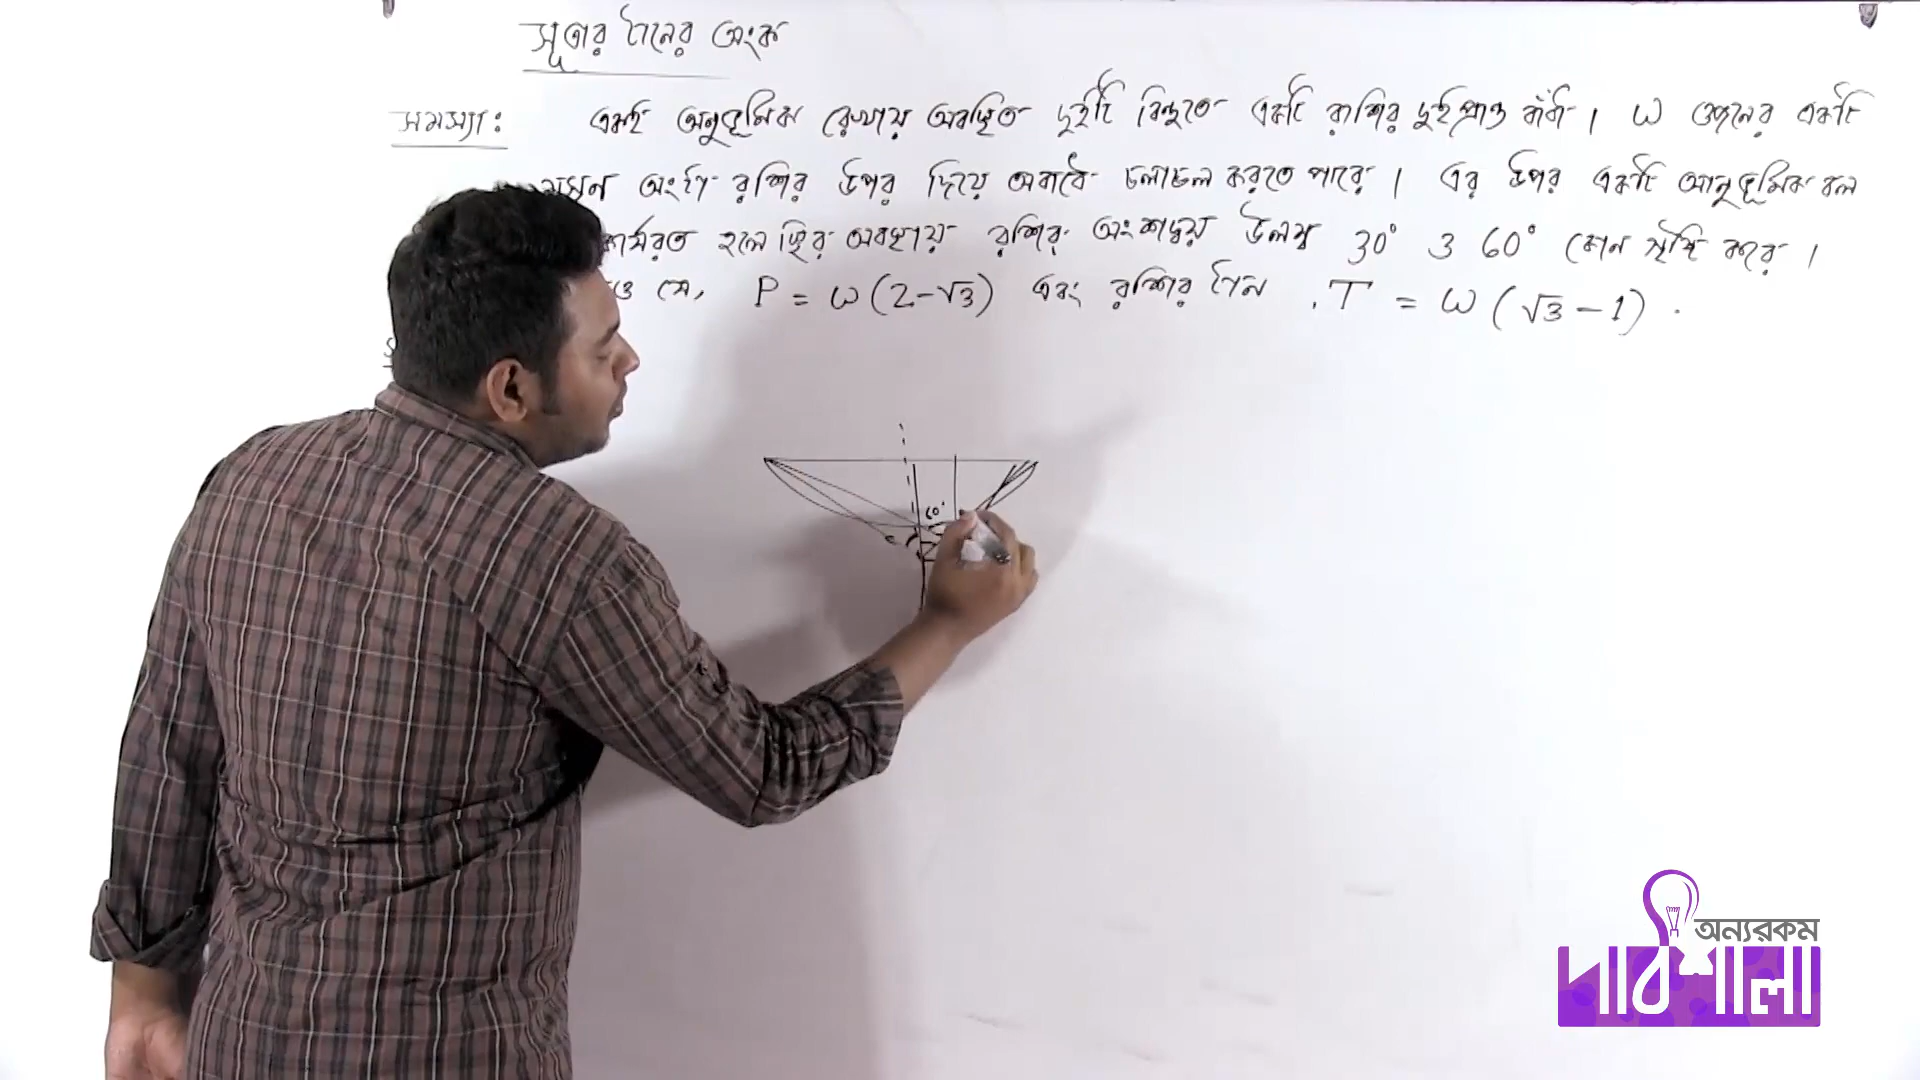 সূতার টানের অংক
সমস্যা: একই অনুভূমিক রেখায় অবস্থিত দুইটি বিন্দুতে একটি রশির দুইপ্রান্ত বাঁধা। W ওজনের একটি
মসৃন আংটি রশির উপর দিয়ে অবাধে চলাচল করতে পারে। এর উপর একটি আনুভূমিক বল
কার্যরত হলে স্থির অবস্থায় রশির অংশদ্বয় উলম্ব 30° ও 60° কোন সৃষ্টি করে।
যে, P = W(2-√3) এবং রশির টান, T = W(√3-1).
60°
অন্যরকম
পাঠশালা